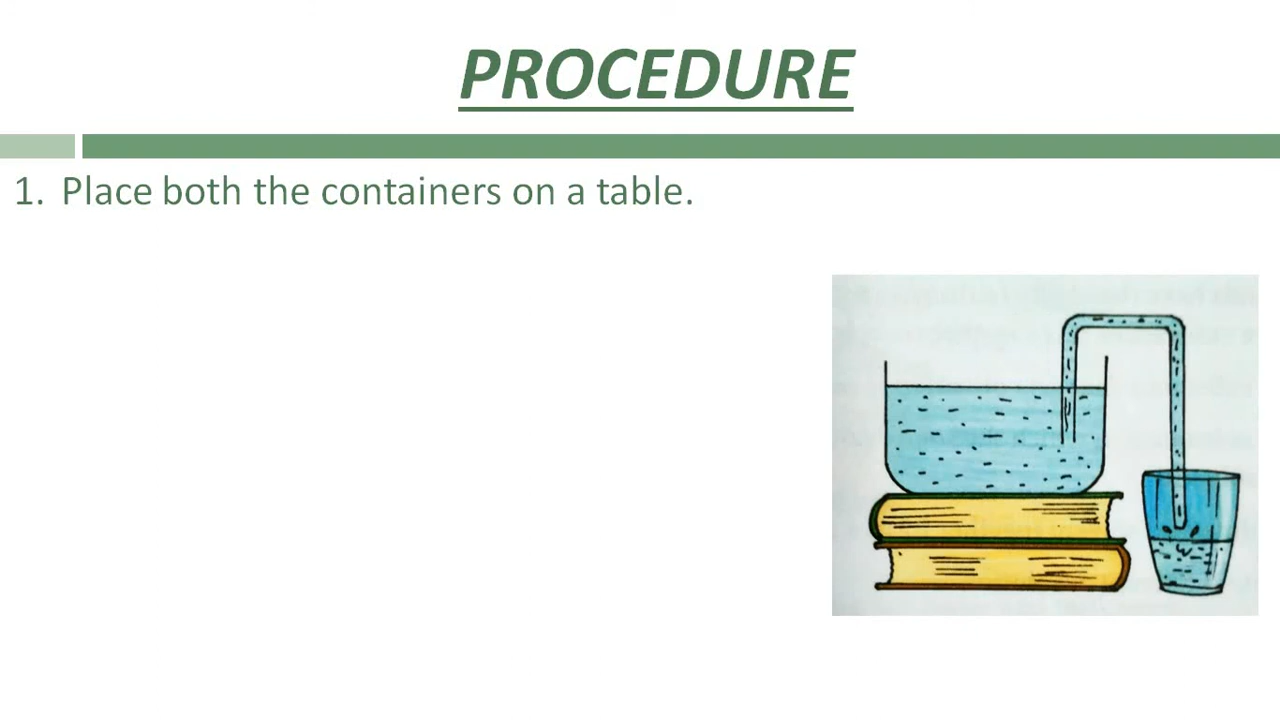 PROCEDURE
1. Place both the containers on a table.